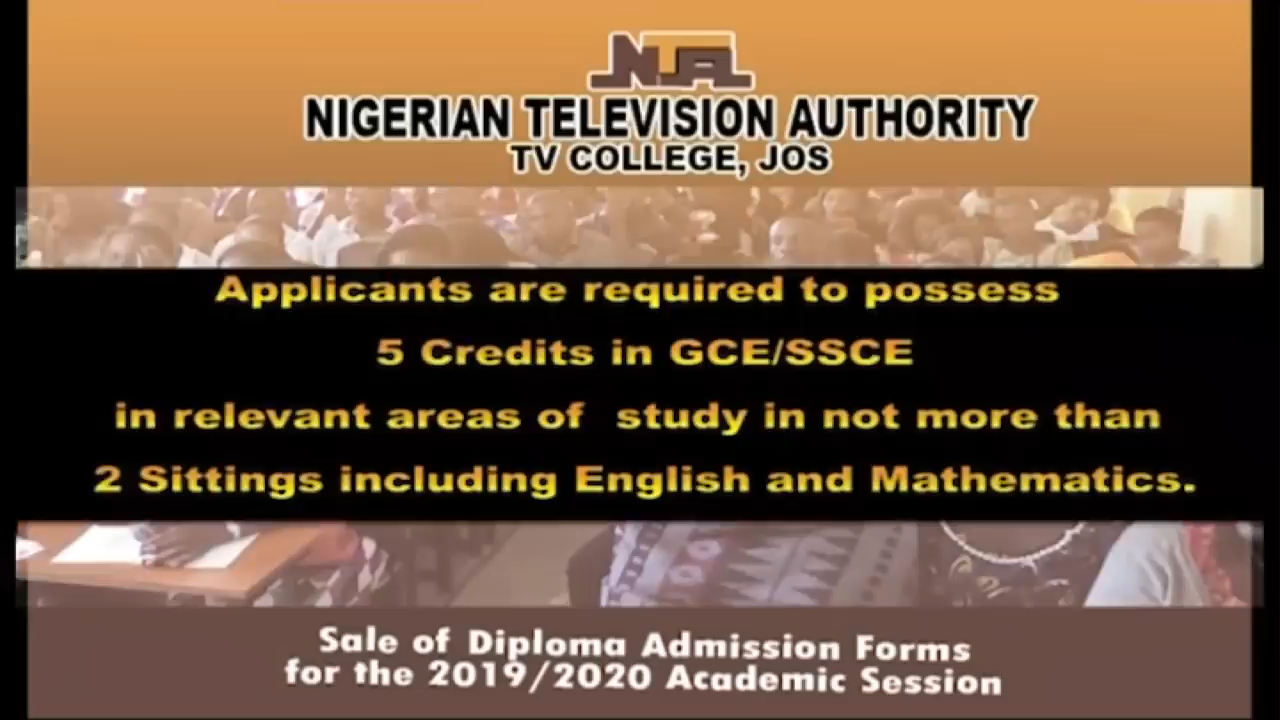 NTA
NIGERIAN TELEVISION AUTHORITY
TV COLLEGE, JOS
Applicants are required to possess
5 Credits in GCE/SSCE
in relevant areas of study in not more than
2 Sittings including English and Mathematics.
Sale of Diploma Admission Forms
for the 2019/2020 Academic Session